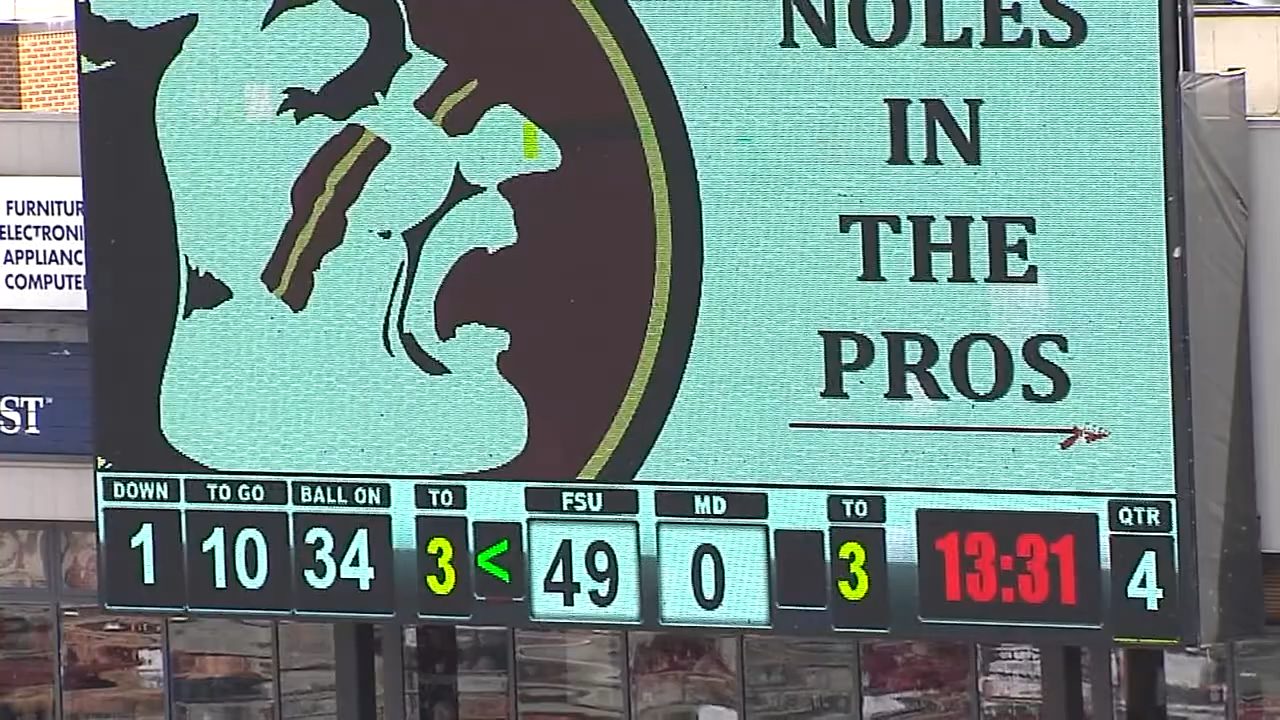 NOLES
IN
THE
PROS
FURNITUR
ELECTRONI
APPLIANC
COMPUTE
ST
DOWN TO GO BALL ON TO FSU MD TO QTR
1 10 34 3 < 49 0 3 13:31 4